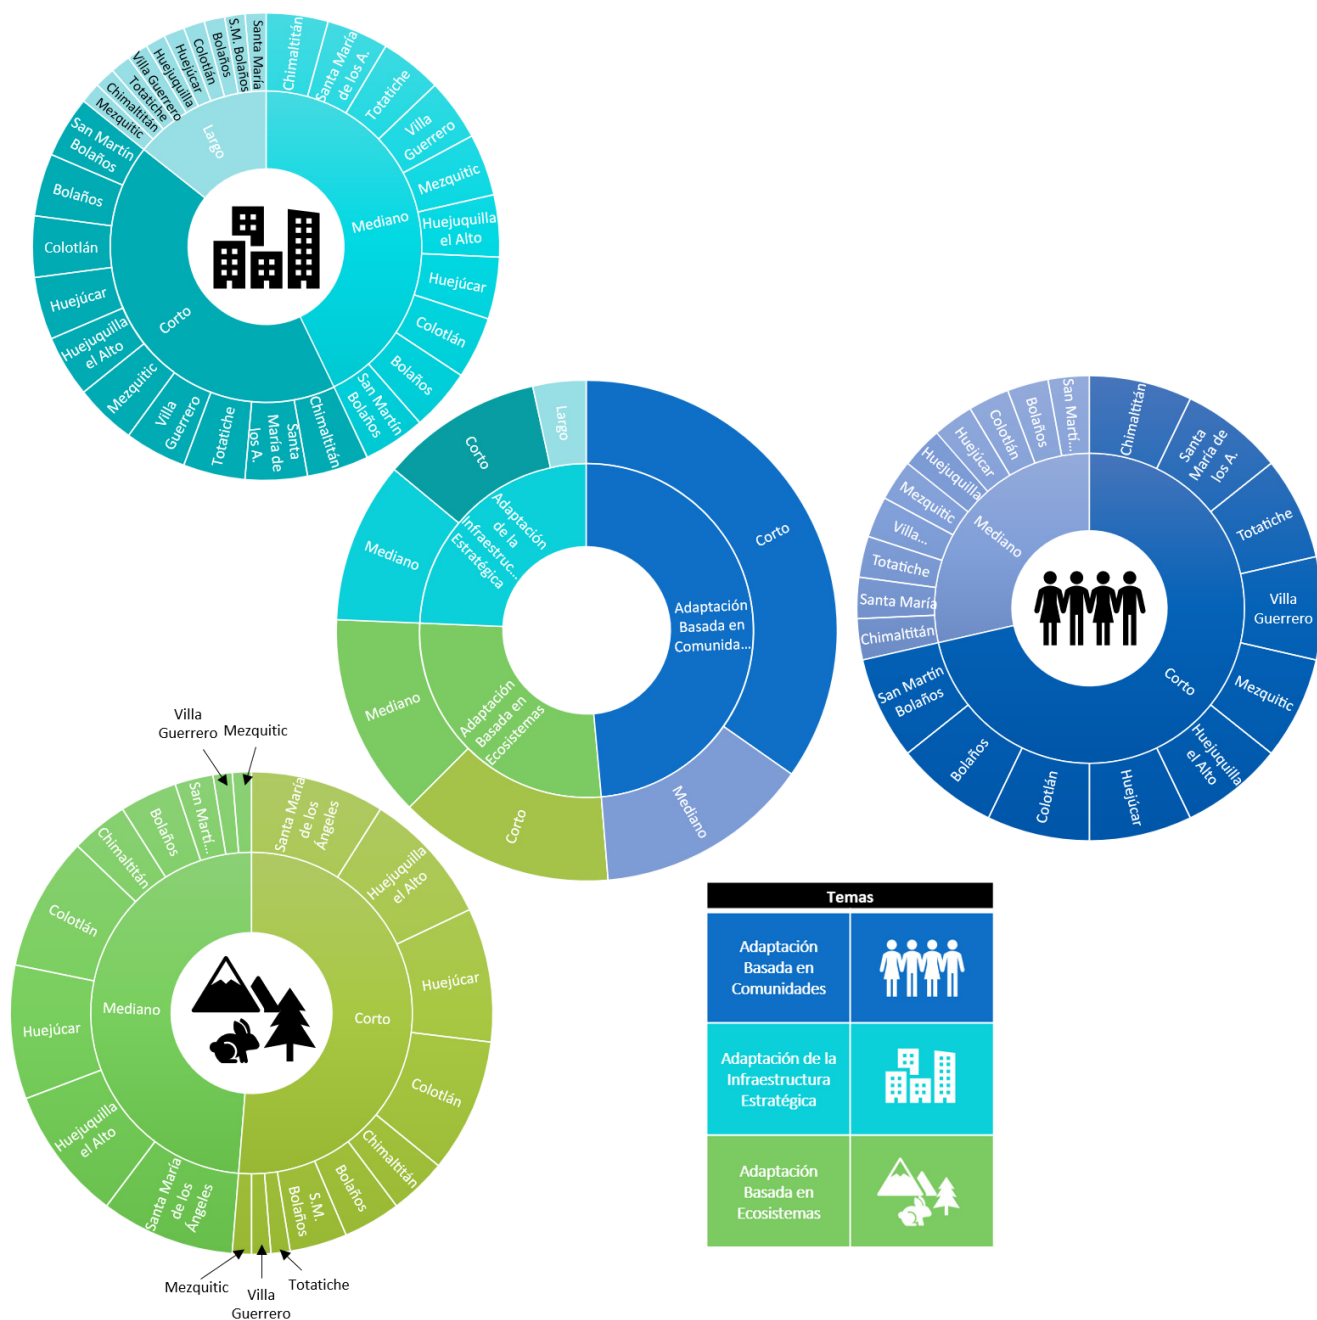 Chimaltitán
Santa María
de los A.
Totatiche
Villa
Guerrero
Mezquitic
Huejuquilla
el Alto
Huejúcar
Colotlán
Bolaños
San Martín
Bolaños
Chimaltitán
Santa
María de
los A.
Totatiche
Villa
Guerrero
Mezquitic
Huejuquilla
el Alto
Huejúcar
Colotlán
Bolaños
San Martín
Bolaños
Mezquitic
Chimaltitán
Totatiche
Villa Guerrero
Huejuquilla
Huejúcar
Colotlán
Bolaños
S.M. Bolaños
Santa María
Largo
Mediano
Corto
Corto
Largo
Mediano
Mediano
Corto
Mediano
Corto
Adaptación
de la
Infraestruc...
Estratégica
Adaptación
Basada en
Comunida...
Adaptación
Basada en
Ecosistemas
Chimaltitán
Santa
María de
los A.
Totatiche
Villa
Guerrero
Mezquitic
Huejuquilla
el Alto
Huejúcar
Colotlán
Bolaños
San Martín
Bolaños
Chimaltitán
Santa María
Totatiche
Villa...
Mezquitic
Huejuquilla
Huejúcar
Colotlán
Bolaños
San
Martí...
Mediano
Corto
Villa
Guerrero
Mezquitic
Santa María
de los
Ángeles
Huejuquilla
el Alto
Huejúcar
Colotlán
Chimaltitán
Bolaños
S.M.
Bolaños
Totatiche
Villa
Guerrero
Mezquitic
Santa María
de los
Ángeles
Huejuquilla
el Alto
Huejúcar
Colotlán
Chimaltitán
Bolaños
San
Martí...
Mediano
Corto
Temas
Adaptación
Basada en
Comunidades
Adaptación de la
Infraestructura
Estratégica
Adaptación
Basada en
Ecosistemas